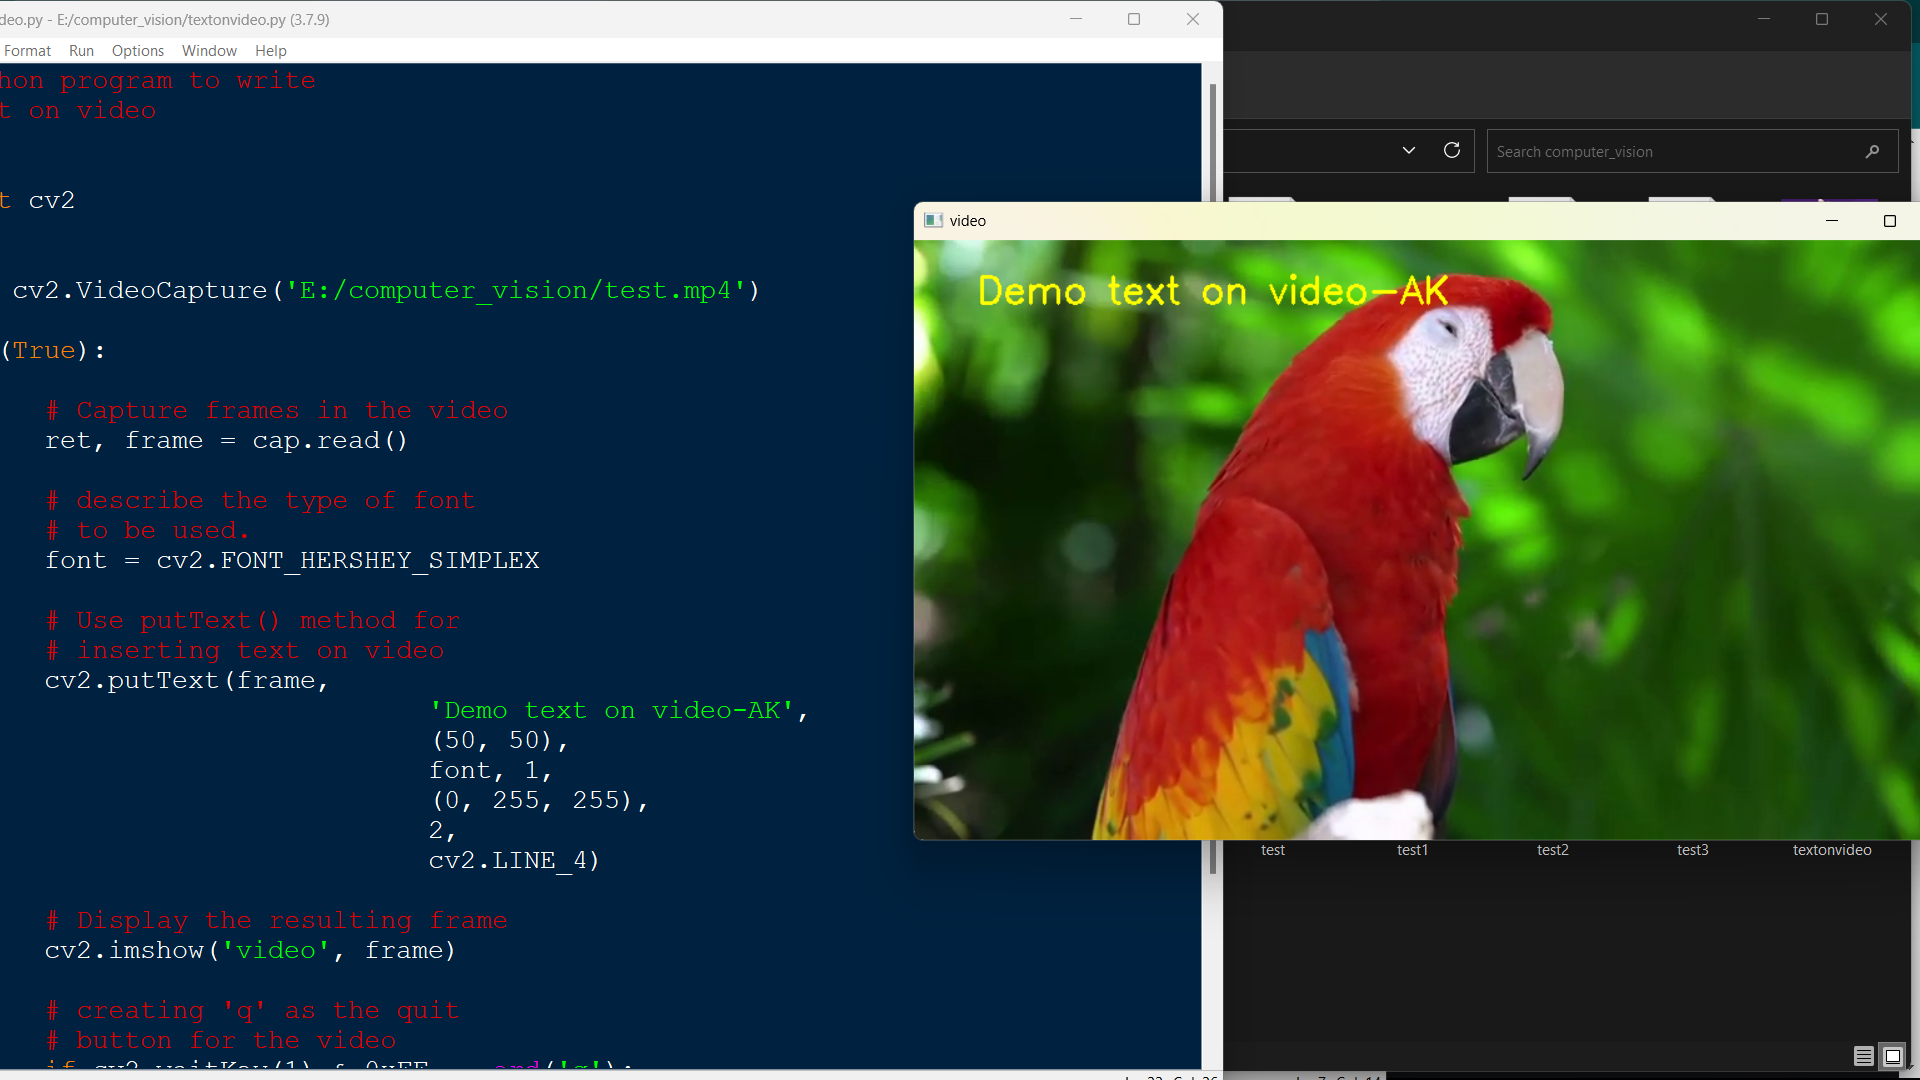 deo.py - E:/computer_vision/textonvideo.py (3.7.9)
Format Run Options Window Help
hon program to write
t on video
t cv2
cv2.VideoCapture('E:/computer_vision/test.mp4')
(True):
# Capture frames in the video
ret, frame = cap.read()
# describe the type of font
# to be used.
font = cv2.FONT_HERSHEY_SIMPLEX
# Use putText() method for
# inserting text on video
cv2.putText(frame,
'Demo text on video-AK',
(50, 50),
font, 1,
(0, 255, 255),
2,
cv2.LINE_4)
# Display the resulting frame
cv2.imshow('video', frame)
# creating 'q' as the quit
# button for the video
Search computer_vision
video
Demo text on video-AK
test test1 test2 test3 textonvideo